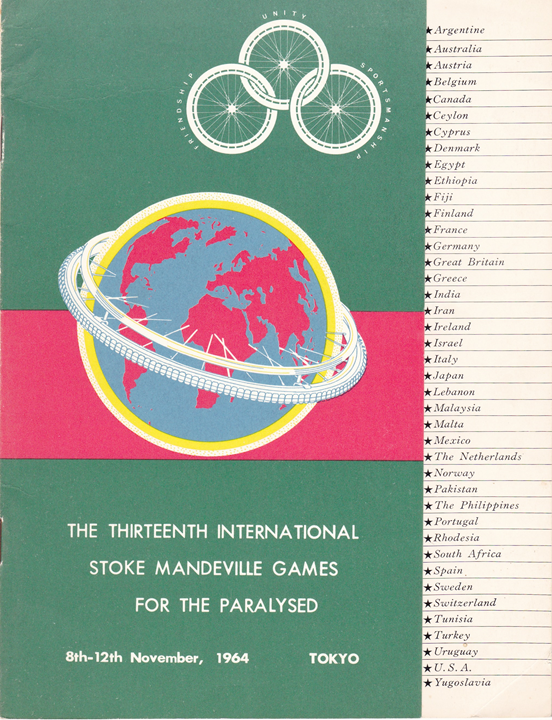 UNITY
FRIENDSHIP
SPORTSMANSHIP
THE THIRTEENTH INTERNATIONAL
STOKE MANDEVILLE GAMES
FOR THE PARALYSED
8th-12th November, 1964 TOKYO
★Argentine
★Australia
★Austria
★Belgium
★Canada
★Ceylon
★Cyprus
★Denmark
★Egypt
★Ethiopia
★Fiji
★Finland
★France
★Germany
★Great Britain
★Greece
★India
★Iran
★Ireland
★Israel
★Italy
★Japan
★Lebanon
★Malaysia
★Malta
★Mexico
★The Netherlands
★Norway
★Pakistan
★The Philippines
★Portugal
★Rhodesia
★South Africa
★Spain
★Sweden
★Switzerland
★Tunisia
★Turkey
★Uruguay
★U.S.A.
★Yugoslavia